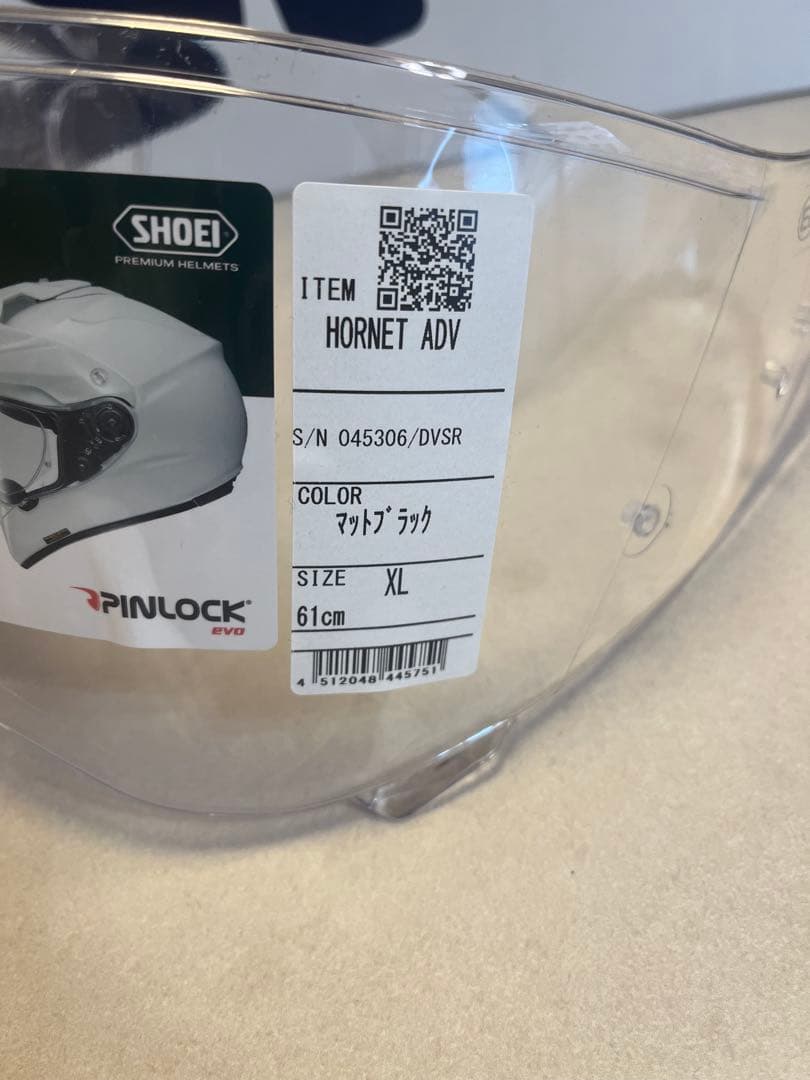 SHOEI
PREMIUM HELMETS
PINLOCK®
evo
ITEM
HORNET ADV
S/N 045306/DVSR
COLOR
ﾏｯﾄﾌﾞﾗｯｸ
SIZE XL
61cm
4 512048 445751